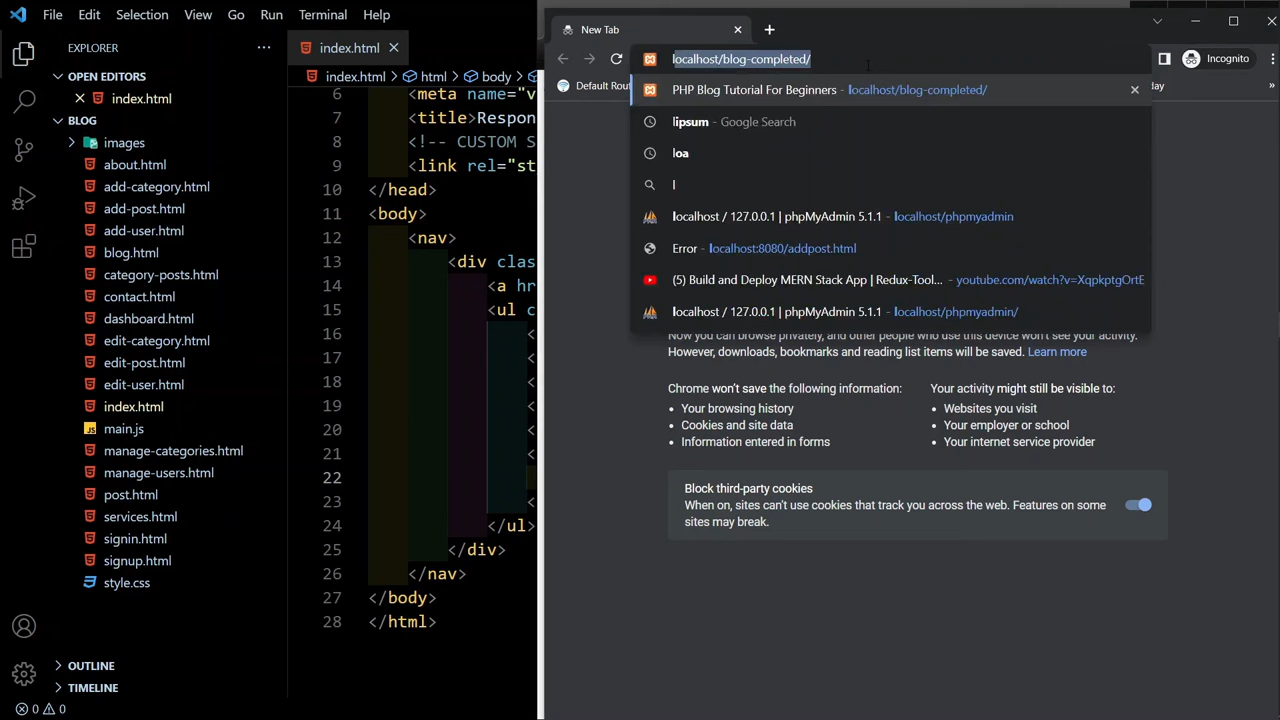 File Edit Selection View Go Run Terminal Help
EXPLORER
OPEN EDITORS
index.html
BLOG
images
about.html
add-category.html
add-post.html
add-user.html
blog.html
category-posts.html
contact.html
dashboard.html
edit-category.html
edit-post.html
edit-user.html
index.html
main.js
manage-categories.html
manage-users.html
post.html
services.html
signin.html
signup.html
style.css
OUTLINE
TIMELINE
0 0
index.html
index.html > html > body >
6 <meta name="v
7 <title>Respon
8 <!-- CUSTOM S
9 <link rel="st
10 </head>
11 <body>
12 <nav>
13 <div clas
14 <a hr
15 <ul c
16 <
17 <
18 <
19 <
20 <
21 <
22
23 <
24 </ul>
25 </div>
26 </nav>
27 </body>
28 </html>
New Tab
localhost/blog-completed/
Incognito
Default Rou
day
»
PHP Blog Tutorial For Beginners - localhost/blog-completed/
lipsum - Google Search
loa
l
localhost / 127.0.0.1 | phpMyAdmin 5.1.1 - localhost/phpmyadmin
Error - localhost:8080/addpost.html
(5) Build and Deploy MERN Stack App | Redux-Tool... - youtube.com/watch?v=XqpkptgOrtE
localhost / 127.0.0.1 | phpMyAdmin 5.1.1 - localhost/phpmyadmin/
Now you can browse privately, and other people who use this device won't see your activity.
However, downloads, bookmarks and reading list items will be saved. Learn more
Chrome won't save the following information:
• Your browsing history
• Cookies and site data
• Information entered in forms
Your activity might still be visible to:
• Websites you visit
• Your employer or school
• Your internet service provider
Block third-party cookies
When on, sites can't use cookies that track you across the web. Features on some
sites may break.